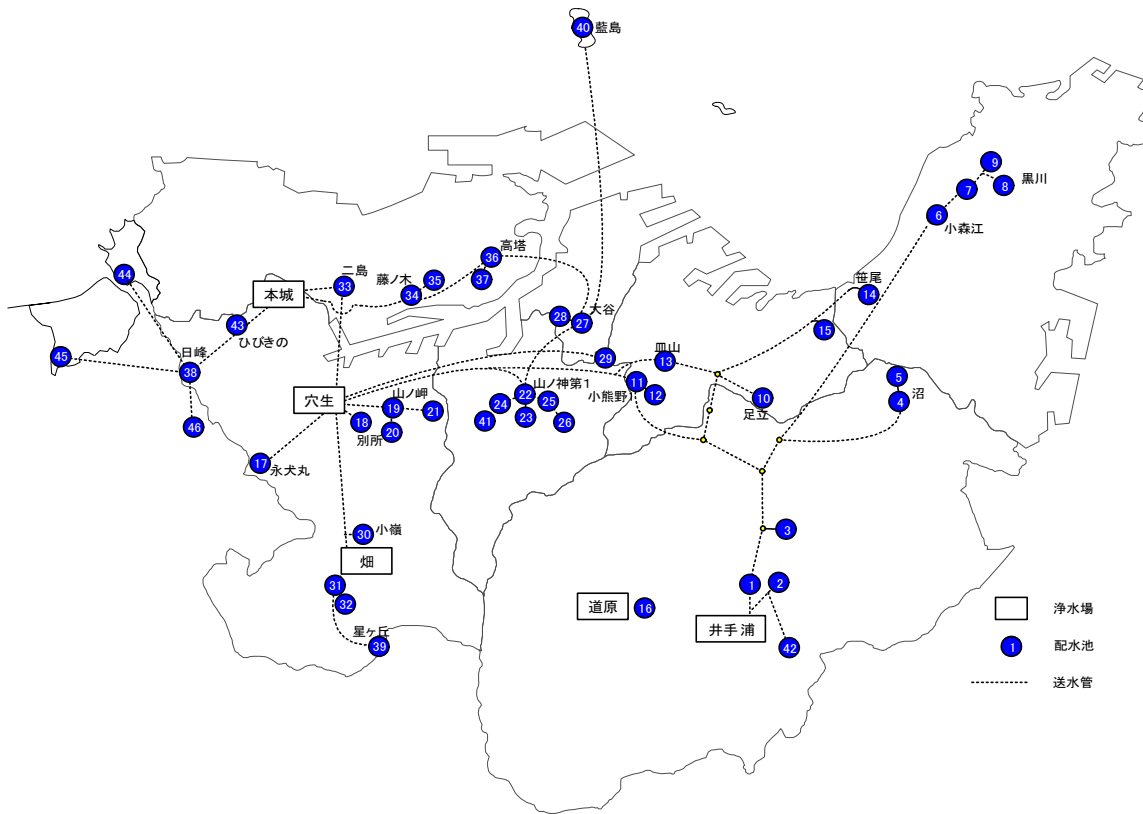 40 藍島
9
8 黒川
7
6
小森江
36 高塔
37
44
二島
33
藤ノ木 35
34
笹尾
14
15
本城
大谷
28 27
43
ひびきの
日峰
38
45
46
29
皿山
13
5
沼
4
穴生
山ノ岬
19
21
18
別所
20
山ノ神第1
22
24
25
41
23
26
小熊野
11
12
10
足立
17 永犬丸
30 小嶺
畑
31
32
星ヶ丘
39
3
1
2
道原 16
井手浦
42
浄水場
1 配水池
送水管